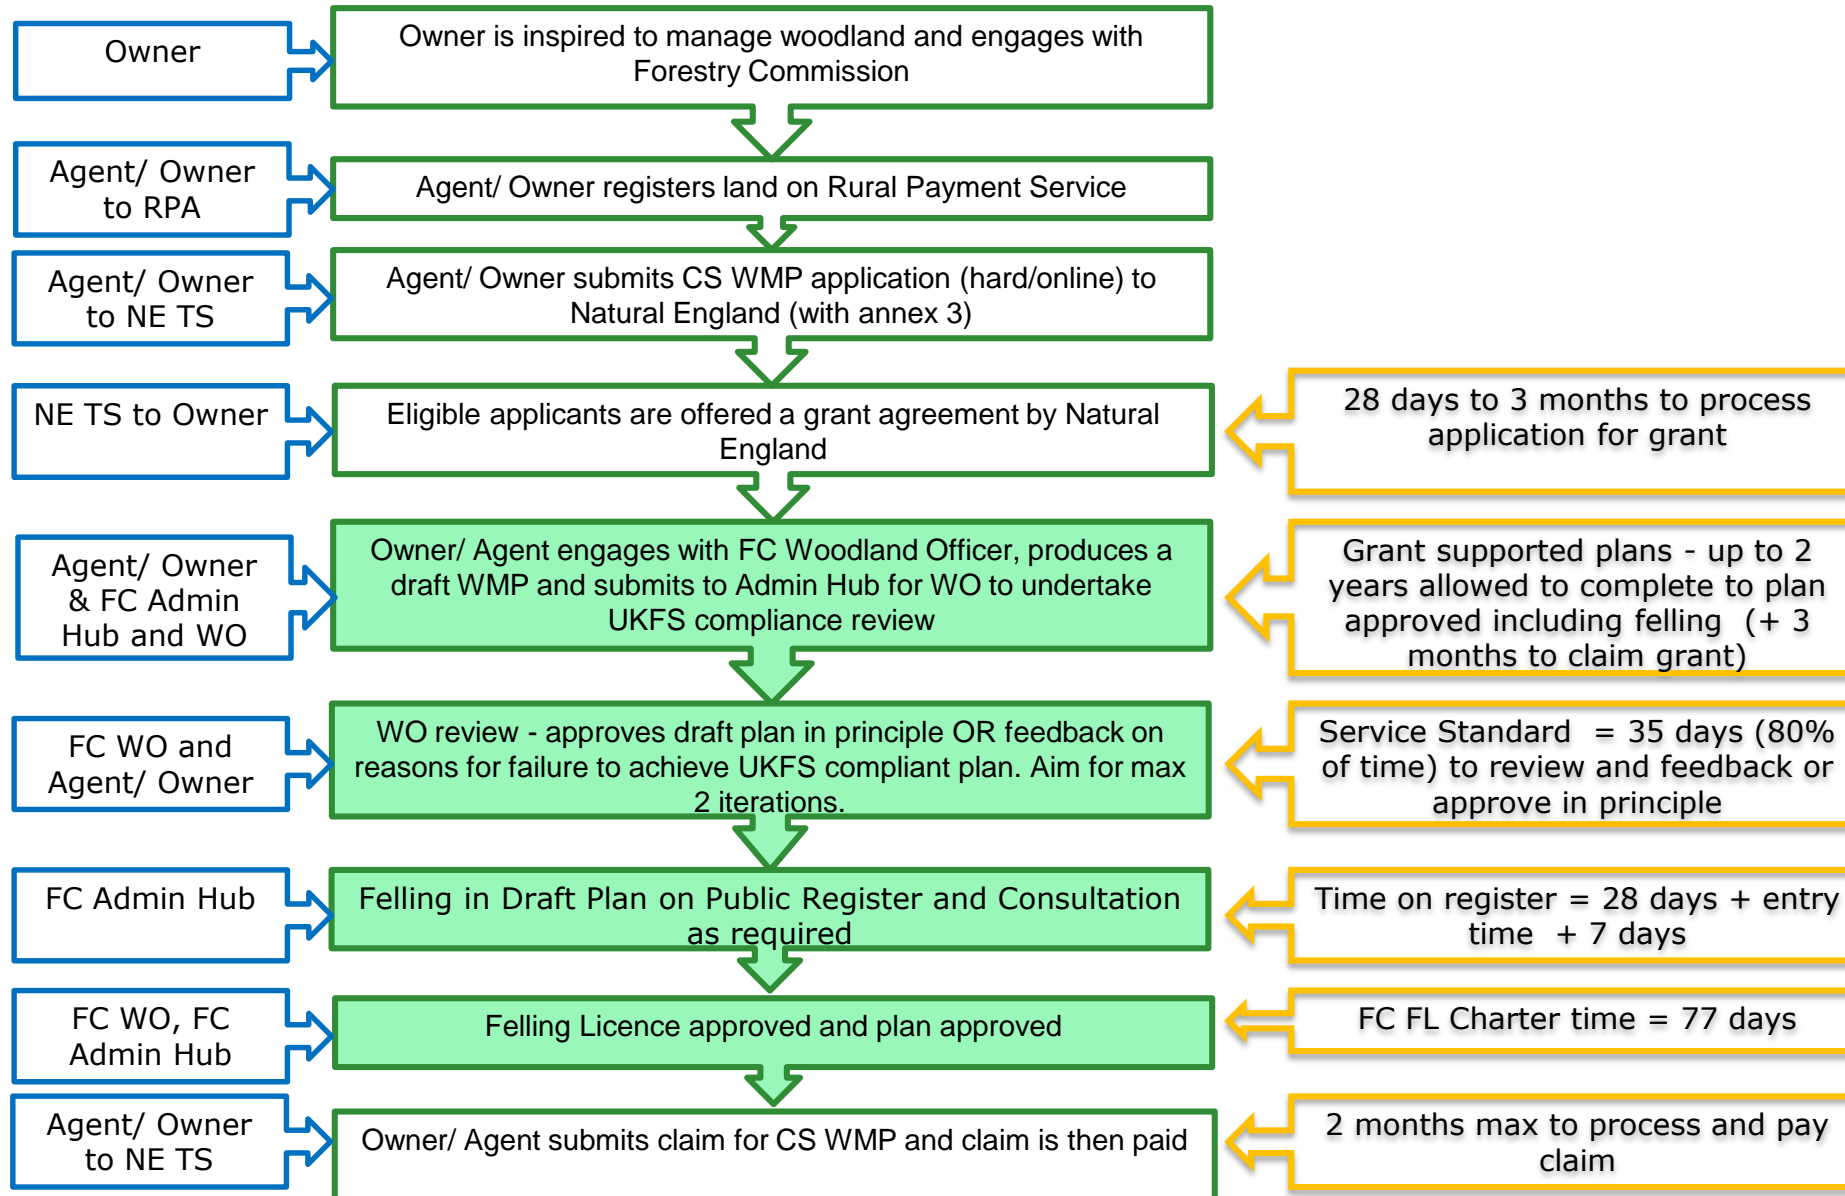 Owner
Owner is inspired to manage woodland and engages with
Forestry Commission
Agent/ Owner
to RPA
Agent/ Owner registers land on Rural Payment Service
Agent/ Owner
to NE TS
Agent/ Owner submits CS WMP application (hard/online) to
Natural England (with annex 3)
NE TS to Owner
Eligible applicants are offered a grant agreement by Natural
England
28 days to 3 months to process
application for grant
Agent/ Owner
& FC Admin
Hub and WO
Owner/ Agent engages with FC Woodland Officer, produces a
draft WMP and submits to Admin Hub for WO to undertake
UKFS compliance review
Grant supported plans - up to 2
years allowed to complete to plan
approved including felling (+ 3
months to claim grant)
FC WO and
Agent/ Owner
WO review - approves draft plan in principle OR feedback on
reasons for failure to achieve UKFS compliant plan. Aim for max
2 iterations.
Service Standard = 35 days (80%
of time) to review and feedback or
approve in principle
FC Admin Hub
Felling in Draft Plan on Public Register and Consultation
as required
Time on register = 28 days + entry
time + 7 days
FC WO, FC
Admin Hub
Felling Licence approved and plan approved
FC FL Charter time = 77 days
Agent/ Owner
to NE TS
Owner/ Agent submits claim for CS WMP and claim is then paid
2 months max to process and pay
claim